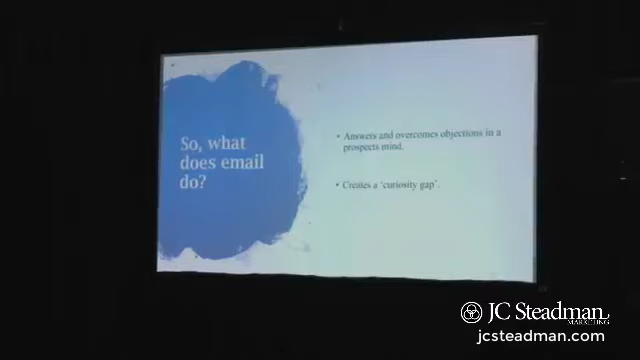 So, what
does email
do?
• Answers and overcomes objections in a
prospects mind.
• Creates a ‘curiosity gap’.
JC Steadman
MARKETING
jcsteadman.com